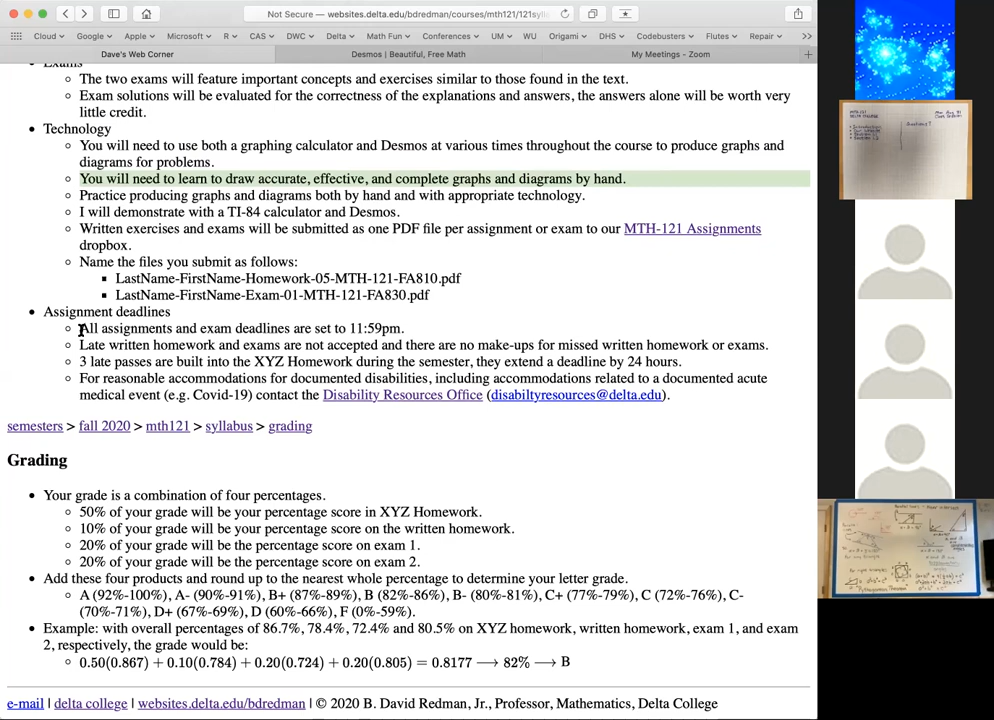 Not Secure — websites.delta.edu/bdredman/courses/mth121/121syll
Cloud Google Apple Microsoft R CAS DWC Delta Math Fun Conferences UM WU Origami DHS Codebusters Flutes Repair >>
Dave's Web Corner Desmos | Beautiful, Free Math My Meetings - Zoom
Exams
The two exams will feature important concepts and exercises similar to those found in the text.
Exam solutions will be evaluated for the correctness of the explanations and answers, the answers alone will be worth very
little credit.
Technology
You will need to use both a graphing calculator and Desmos at various times throughout the course to produce graphs and
diagrams for problems.
You will need to learn to draw accurate, effective, and complete graphs and diagrams by hand.
Practice producing graphs and diagrams both by hand and with appropriate technology.
I will demonstrate with a TI-84 calculator and Desmos.
Written exercises and exams will be submitted as one PDF file per assignment or exam to our MTH-121 Assignments
dropbox.
Name the files you submit as follows:
LastName-FirstName-Homework-05-MTH-121-FA810.pdf
LastName-FirstName-Exam-01-MTH-121-FA830.pdf
Assignment deadlines
All assignments and exam deadlines are set to 11:59pm.
Late written homework and exams are not accepted and there are no make-ups for missed written homework or exams.
3 late passes are built into the XYZ Homework during the semester, they extend a deadline by 24 hours.
For reasonable accommodations for documented disabilities, including accommodations related to a documented acute
medical event (e.g. Covid-19) contact the Disability Resources Office (disabiltyresources@delta.edu).
semesters > fall 2020 > mth121 > syllabus > grading
Grading
Your grade is a combination of four percentages.
50% of your grade will be your percentage score in XYZ Homework.
10% of your grade will be your percentage score on the written homework.
20% of your grade will be the percentage score on exam 1.
20% of your grade will be the percentage score on exam 2.
Add these four products and round up to the nearest whole percentage to determine your letter grade.
A (92%-100%), A- (90%-91%), B+ (87%-89%), B (82%-86%), B- (80%-81%), C+ (77%-79%), C (72%-76%), C-
(70%-71%), D+ (67%-69%), D (60%-66%), F (0%-59%).
Example: with overall percentages of 86.7%, 78.4%, 72.4% and 80.5% on XYZ homework, written homework, exam 1, and exam
2, respectively, the grade would be:
0.50(0.867) + 0.10(0.784) + 0.20(0.724) + 0.20(0.805) = 0.8177 ⟶ 82% ⟶ B
e-mail | delta college | websites.delta.edu/bdredman | © 2020 B. David Redman, Jr., Professor, Mathematics, Delta College
MTH-121
DELTA COLLEGE
Pythagorean Theorem